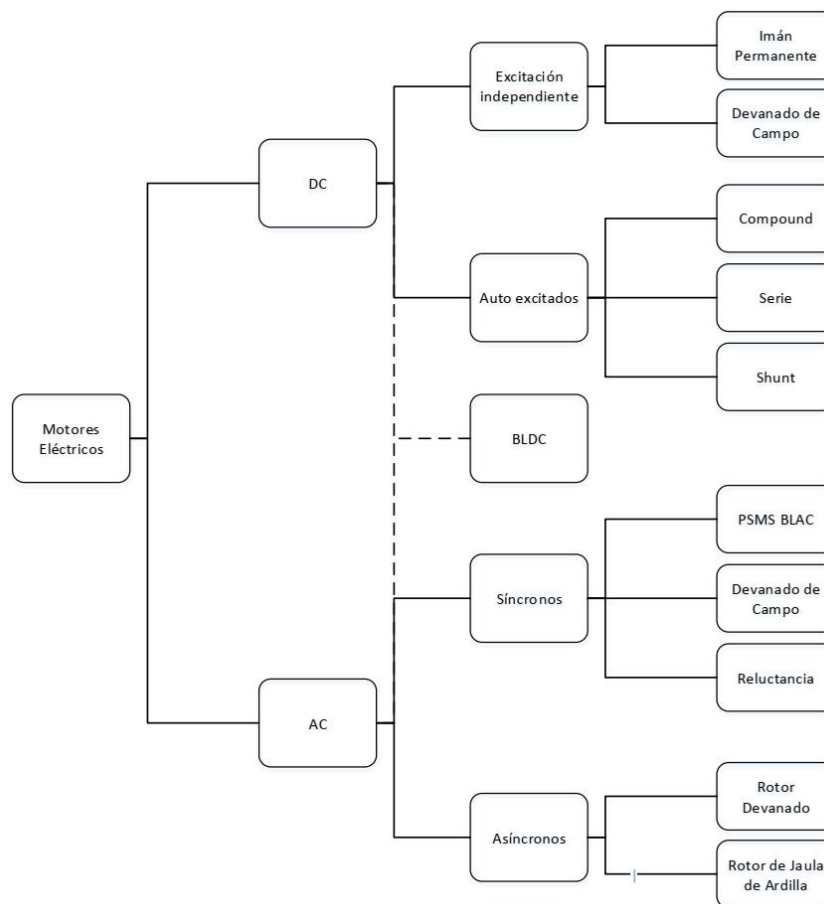 Imán
Permanente
Excitación
independiente
Devanado de
Campo
DC
Compound
Auto excitados
Serie
Shunt
Motores
Eléctricos
BLDC
PSMS BLAC
Síncronos
Devanado de
Campo
Reluctancia
AC
Rotor
Devanado
Asíncronos
Rotor de Jaula
de Ardilla